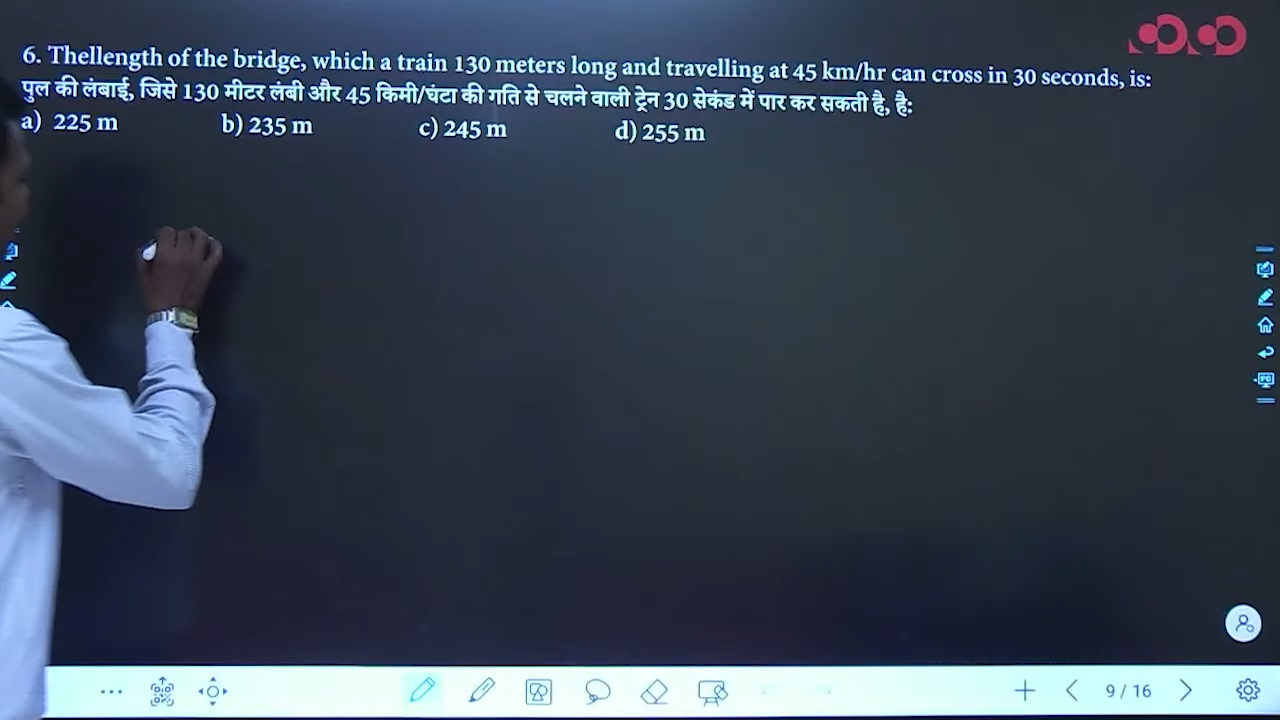 6. Thellength of the bridge, which a train 130 meters long and travelling at 45 km/hr can cross in 30 seconds, is:
पुल की लंबाई, जिसे 130 मीटर लंबी और 45 किमी/घंटा की गति से चलने वाली ट्रेन 30 सेकंड में पार कर सकती है, है:
a) 225 m b) 235 m c) 245 m d) 255 m
9 / 16